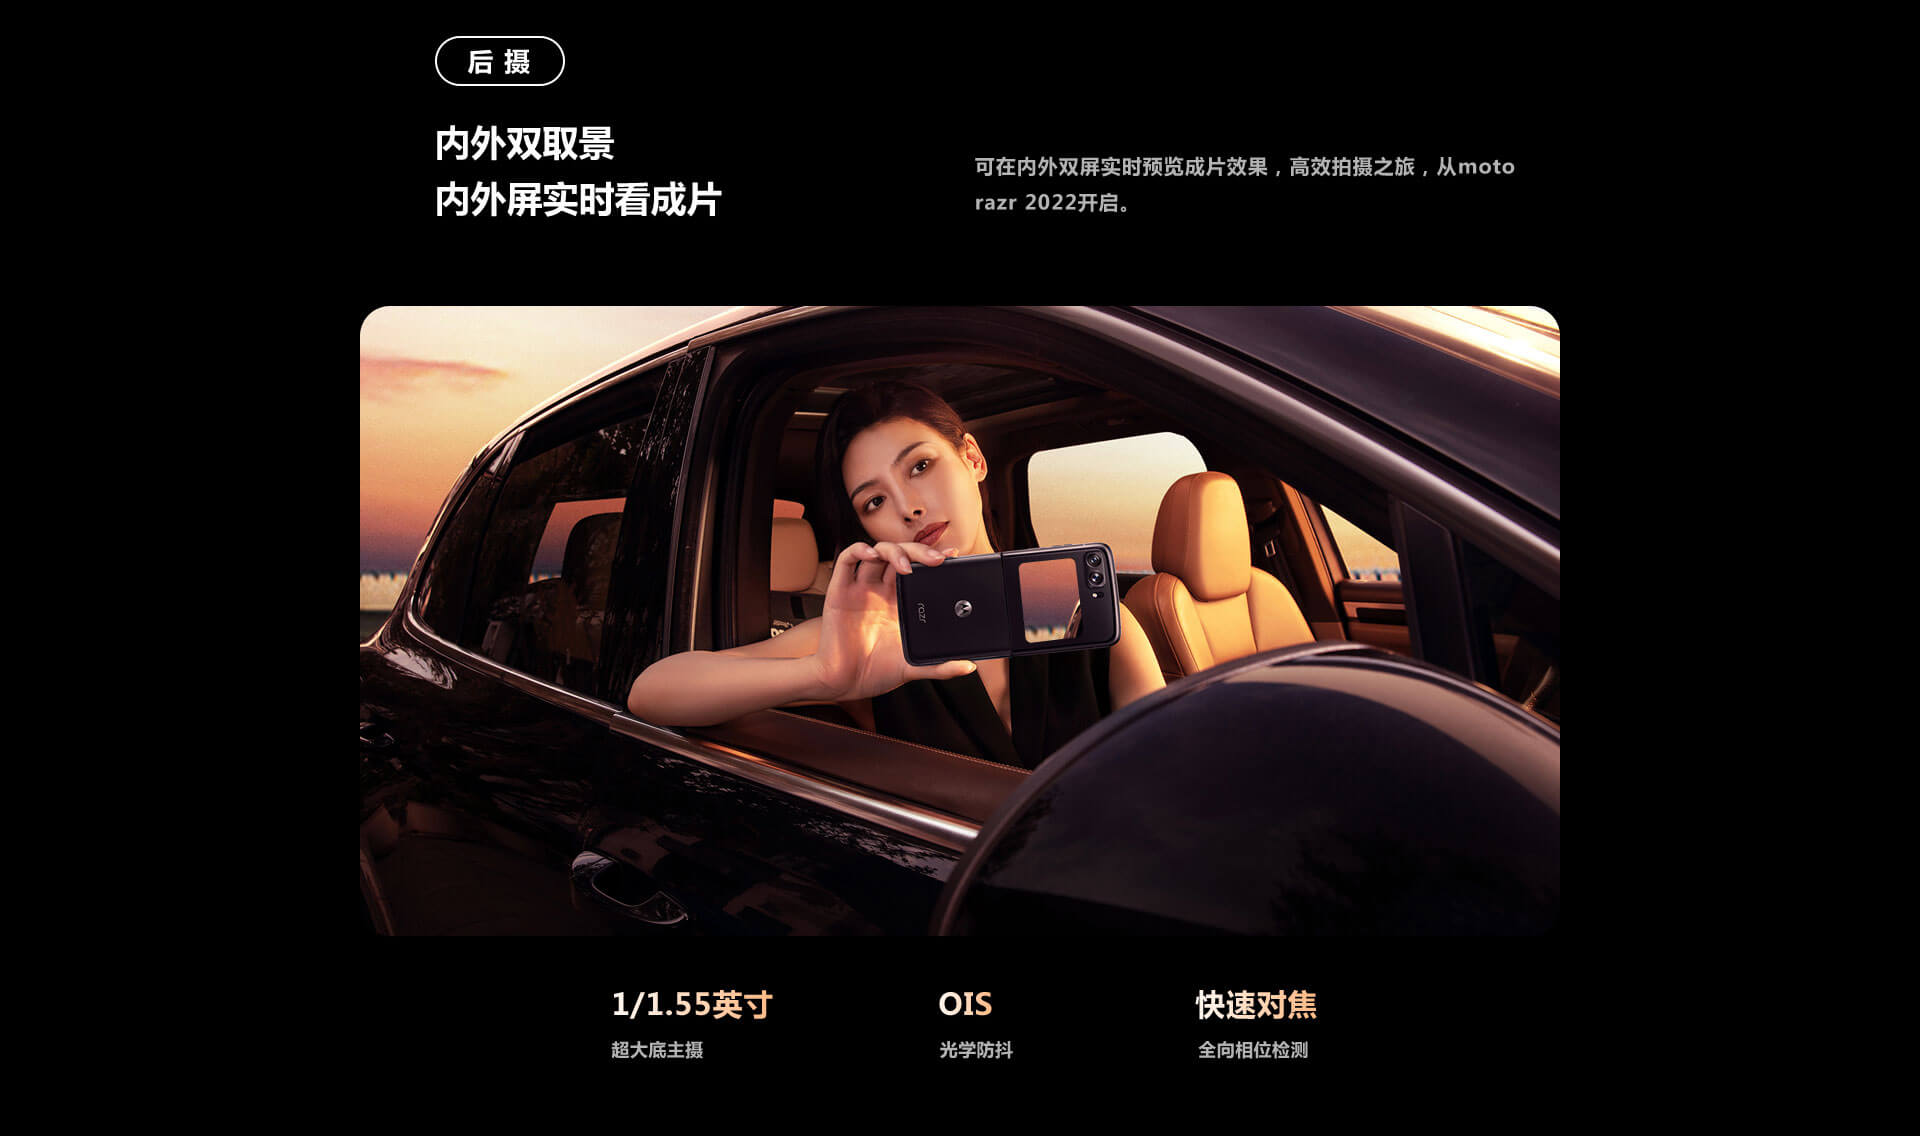 后 摄
内外双取景
内外屏实时看成片
可在内外双屏实时预览成片效果，高效拍摄之旅，从moto
razr 2022开启。
razr
1/1.55英寸
OIS
快速对焦
超大底主摄
光学防抖
全向相位检测